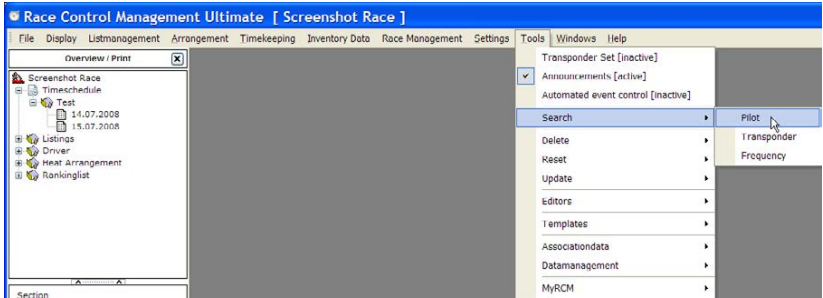 Race Control Management Ultimate [ Screenshot Race ]
File Display Listmanagement Arrangement Timekeeping Inventory Data Race Management Settings Tools Windows Help
Overview / Print
Screenshot Race
Timeschedule
Test
14.07.2008
15.07.2008
Listings
Driver
Heat Arrangement
Rankinglist
Section
Transponder Set [inactive]
Announcements [active]
Automated event control [inactive]
Search
Delete
Reset
Update
Editors
Templates
Associationdata
Datamanagement
MyRCM
Pilot
Transponder
Frequency